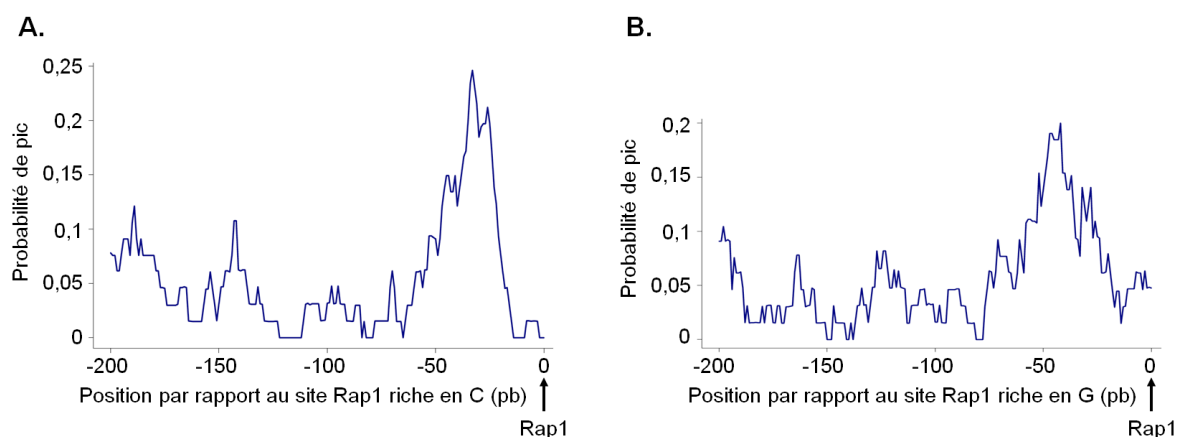 A.
Probabilité de pic
0,25
0,2
0,15
0,1
0,05
0
-200 -150 -100 -50 0
Position par rapport au site Rap1 riche en C (pb)
Rap1
B.
Probabilité de pic
0,2
0,15
0,1
0,05
0
-200 -150 -100 -50 0
Position par rapport au site Rap1 riche en G (pb)
Rap1